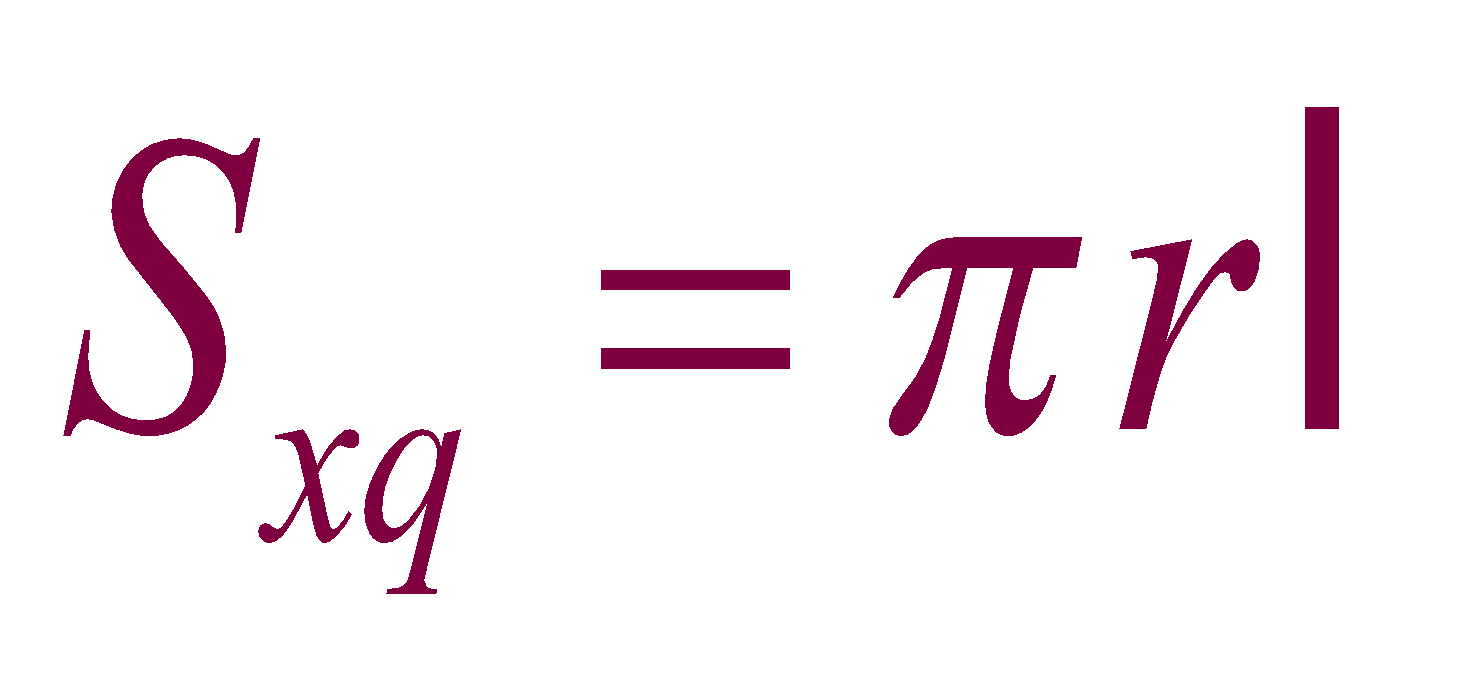 S_xq = πrl